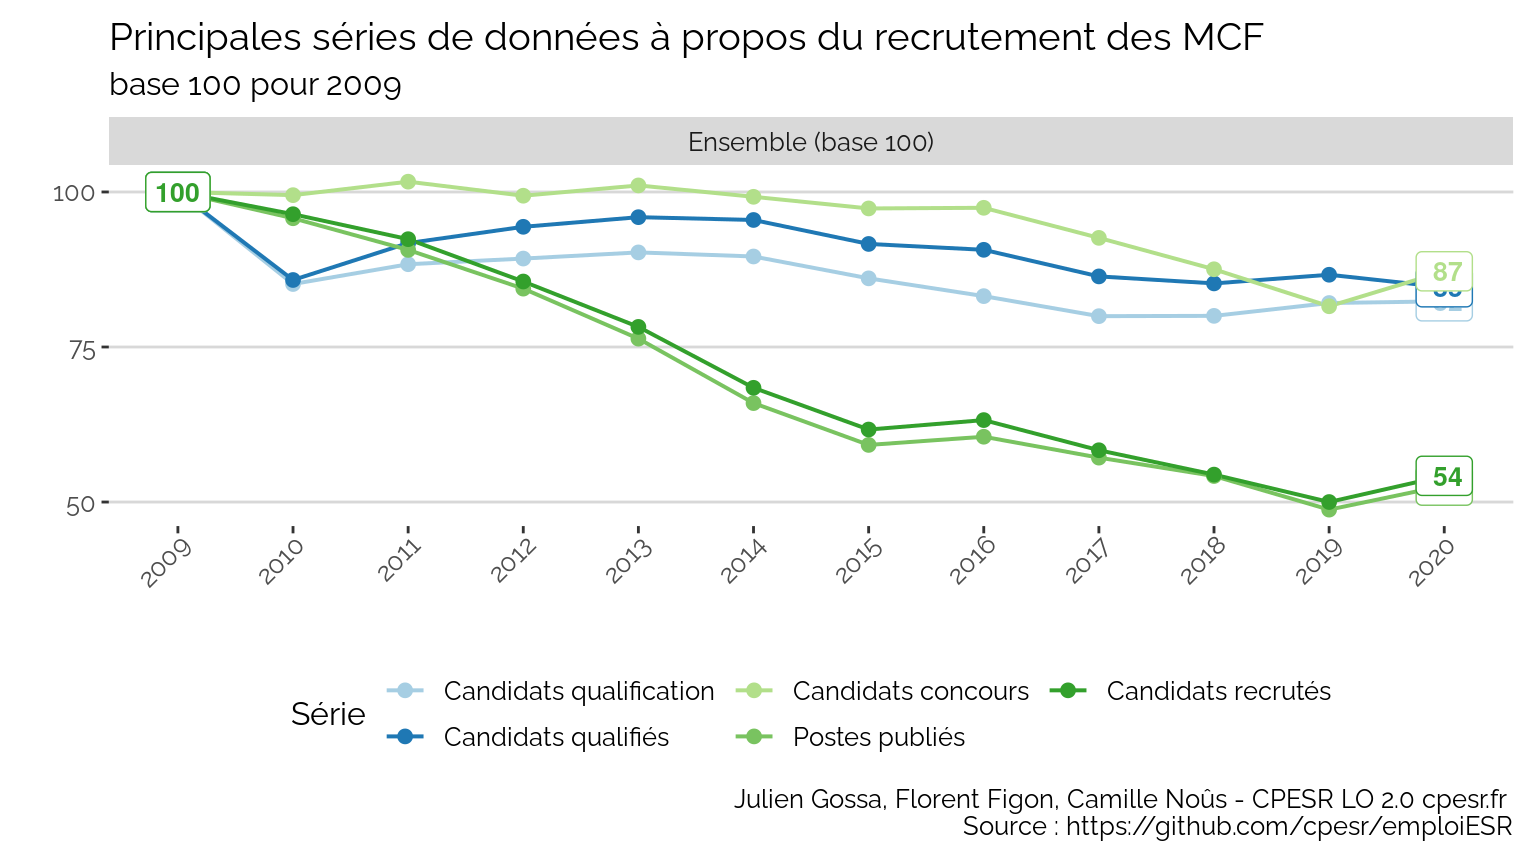 Principales séries de données à propos du recrutement des MCF
base 100 pour 2009
Ensemble (base 100)
100
75
50
100
87
54
2009 2010 2011 2012 2013 2014 2015 2016 2017 2018 2019 2020
Série
Candidats qualification Candidats concours Candidats recrutés
Candidats qualifiés Postes publiés
Julien Gossa, Florent Figon, Camille Noûs - CPESR LO 2.0 cpesr.fr
Source : https://github.com/cpesr/emploiESR